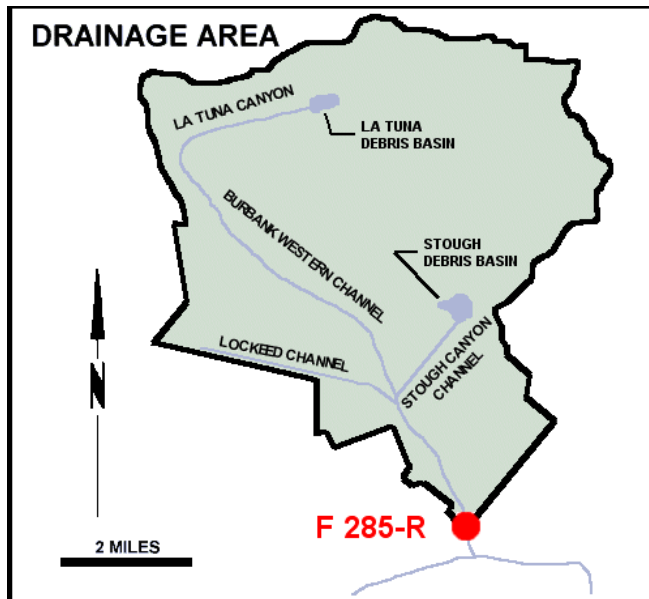 DRAINAGE AREA
LA TUNA CANYON
LA TUNA
DEBRIS BASIN
BURBANK WESTERN CHANNEL
STOUGH
DEBRIS BASIN
LOCKEED CHANNEL
STOUGH CANYON
CHANNEL
N
F 285-R
2 MILES